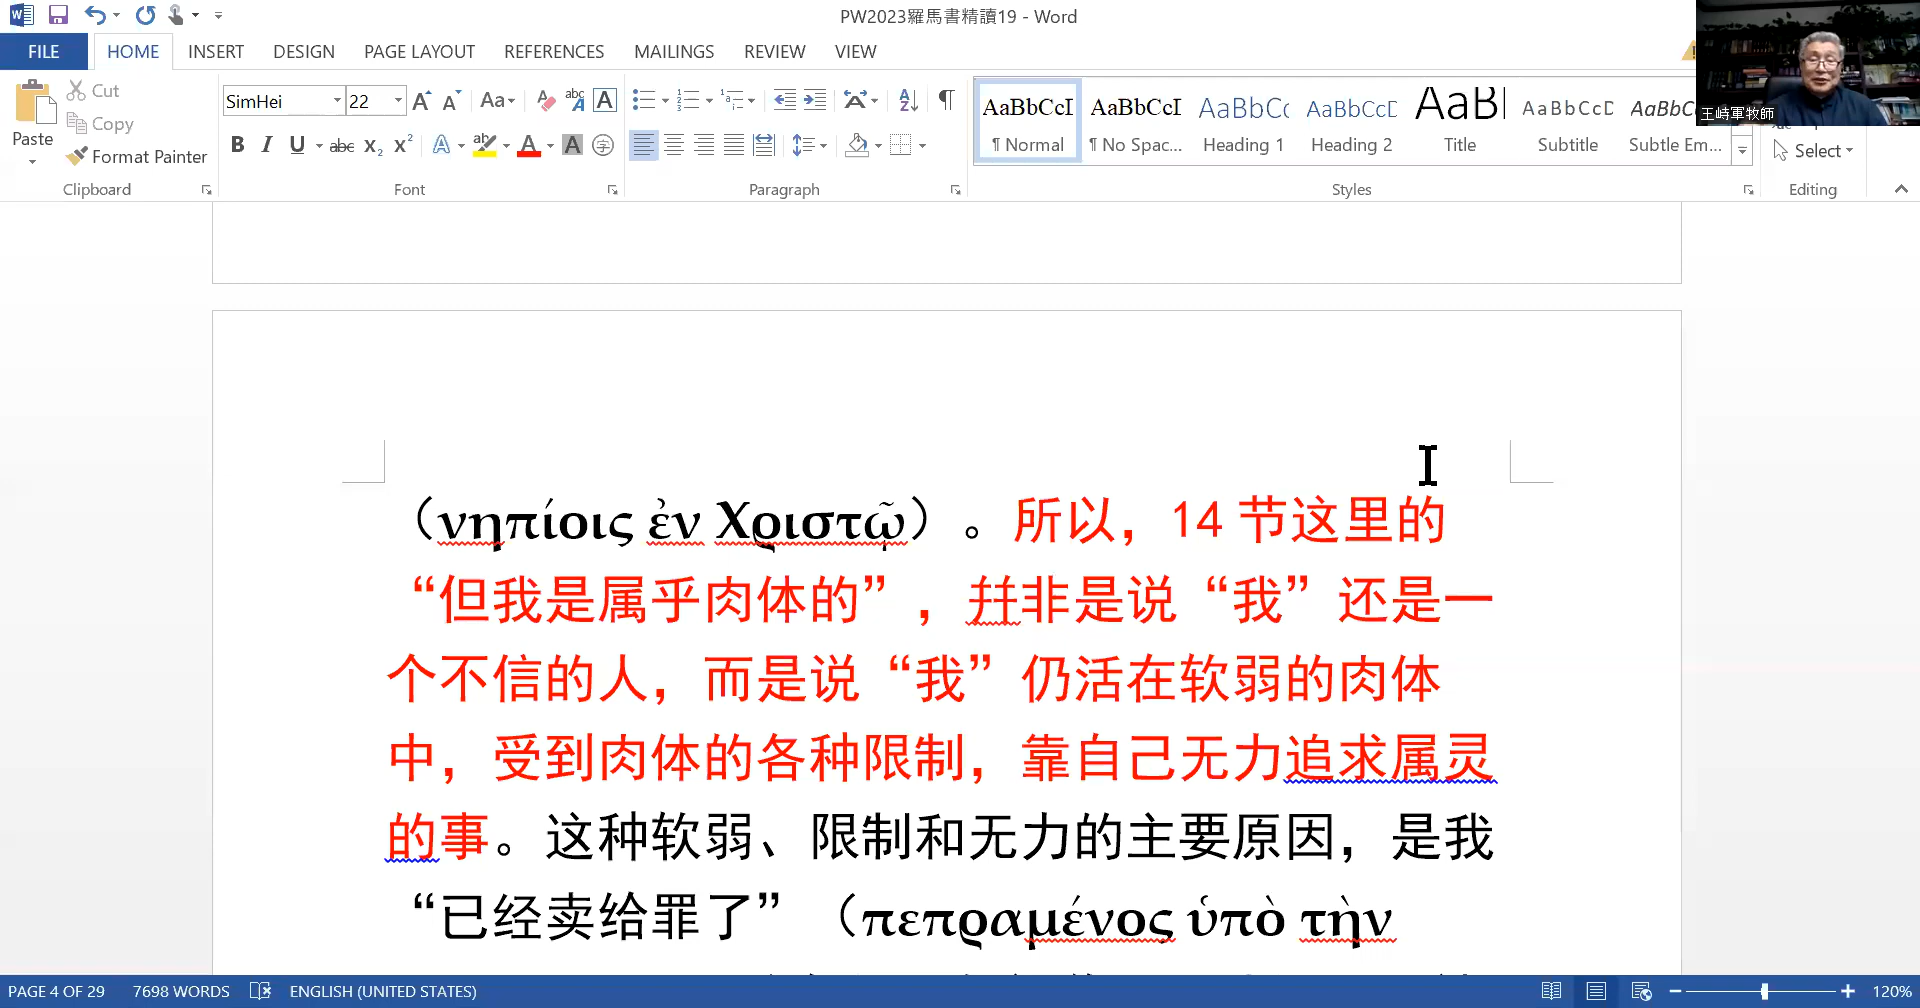 PW2023羅馬書精讀19 - Word
FILE HOME INSERT DESIGN PAGE LAYOUT REFERENCES MAILINGS REVIEW VIEW
Paste
Cut
Copy
Format Painter
Clipboard
SimHei 22
Font
Paragraph
AaBbCcI AaBbCcI AaBbCc AaBbCcD AaBI AaBbCcD AaBbC
¶ Normal ¶ No Spac... Heading 1 Heading 2 Title Subtitle Subtle Em...
Styles
Select
Editing
王峙軍牧師
（νηπίοις ἐν Χριστῷ）。所以，14 节这里的
“但我是属乎肉体的”，幷非是说“我”还是一
个不信的人，而是说“我”仍活在软弱的肉体
中，受到肉体的各种限制，靠自己无力追求属灵
的事。这种软弱、限制和无力的主要原因，是我
“已经卖给罪了”（πεπραμένος ὑπὸ τὴν
PAGE 4 OF 29 7698 WORDS ENGLISH (UNITED STATES) 120%